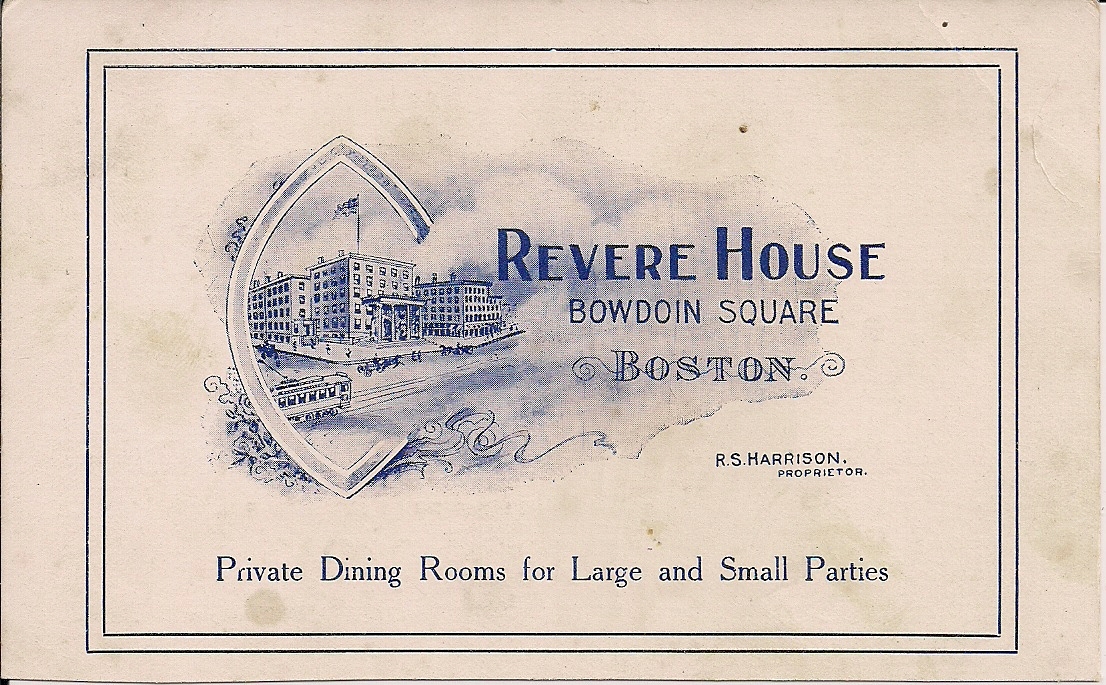 REVERE HOUSE
BOWDOIN SQUARE
BOSTON.
R.S. HARRISON.
PROPRIETOR.
Private Dining Rooms for Large and Small Parties